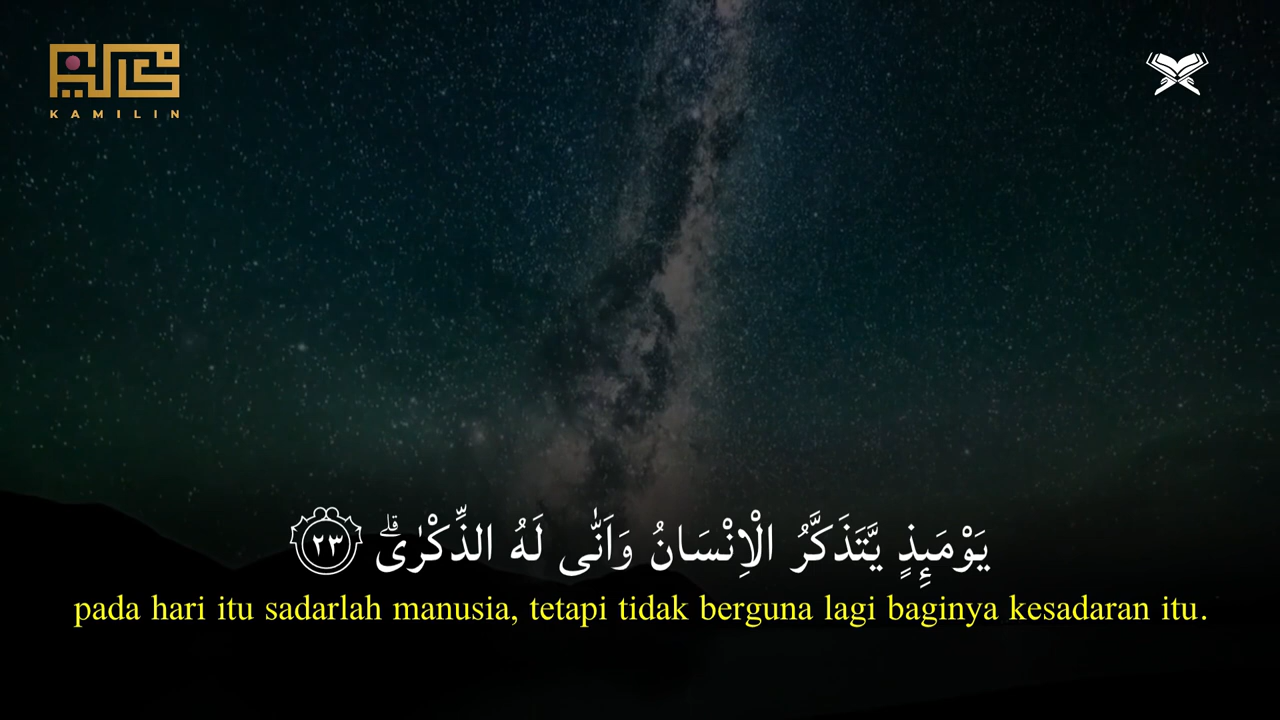 KAMILIN
يَوْمَىِٕذٍ يَّتَذَكَّرُ الْاِنْسَانُ وَاَنّٰى لَهُ الذِّكْرٰىۗ ٢٣
pada hari itu sadarlah manusia, tetapi tidak berguna lagi baginya kesadaran itu.